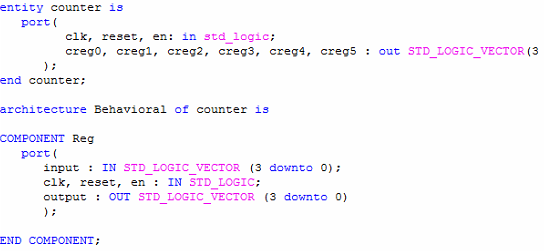 entity counter is
port(
clk, reset, en: in std_logic;
creg0, creg1, creg2, creg3, creg4, creg5 : out STD_LOGIC_VECTOR(3
);
end counter;
architecture Behavioral of counter is
COMPONENT Reg
port(
input : IN STD_LOGIC_VECTOR (3 downto 0);
clk, reset, en : IN STD_LOGIC;
output : OUT STD_LOGIC_VECTOR (3 downto 0)
);
END COMPONENT;